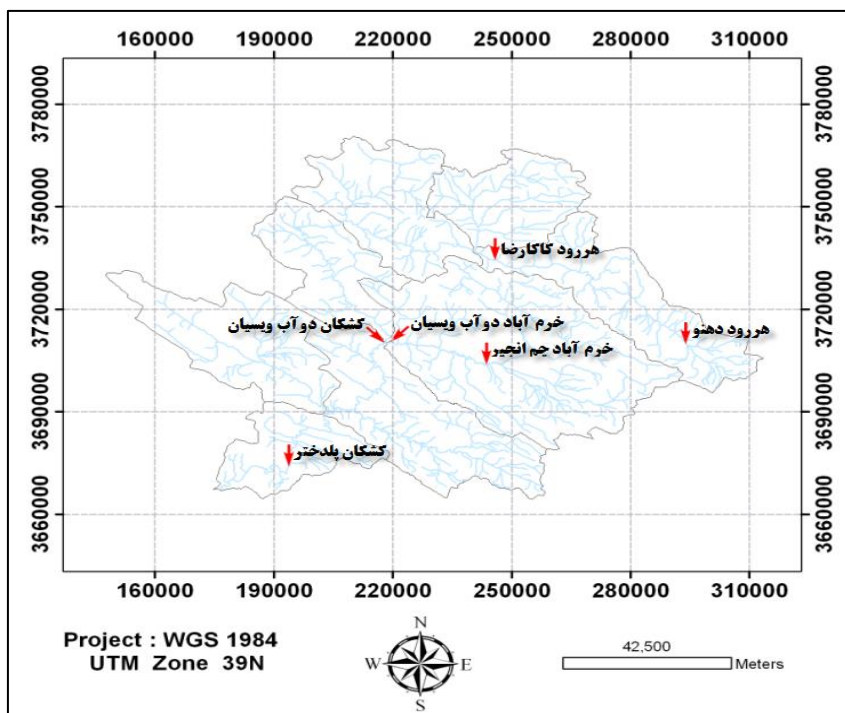 160000 190000 220000 250000 280000 310000
3780000 3780000
3750000 3750000
هررود کاکارضا
3720000 3720000
خرم آباد دوآب ویسیان
کشکان دوآب ویسیان
هررود دهنو
خرم آباد چم انجیر
3690000 3690000
کشکان پلدختر
3660000 3660000
160000 190000 220000 250000 280000 310000
Project : WGS 1984
UTM Zone 39N
N
W E
S
42,500
Meters